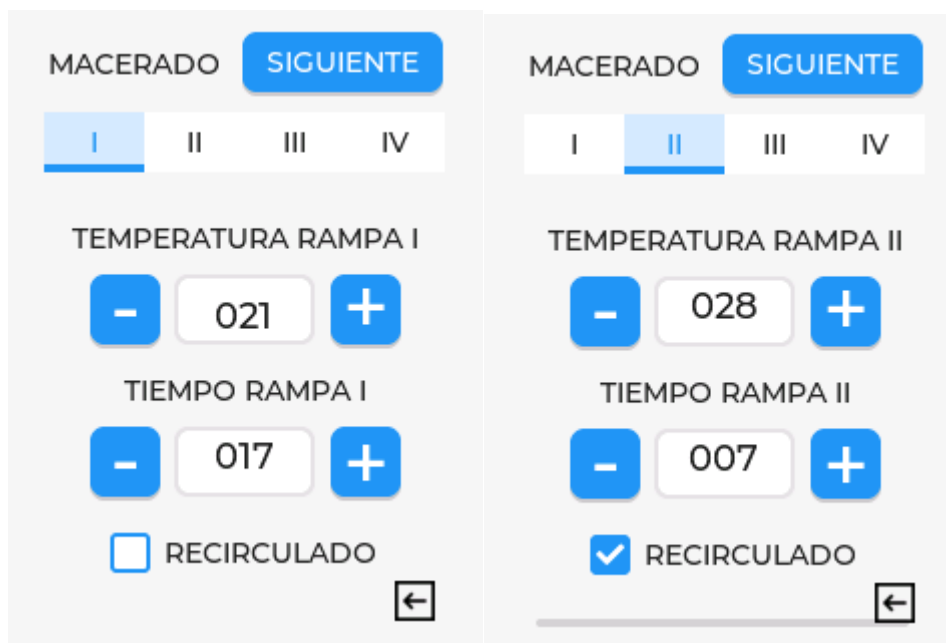 MACERADO SIGUIENTE
I II III IV
TEMPERATURA RAMPA I
- 021 +
TIEMPO RAMPA I
- 017 +
RECIRCULADO
MACERADO SIGUIENTE
I II III IV
TEMPERATURA RAMPA II
- 028 +
TIEMPO RAMPA II
- 007 +
RECIRCULADO